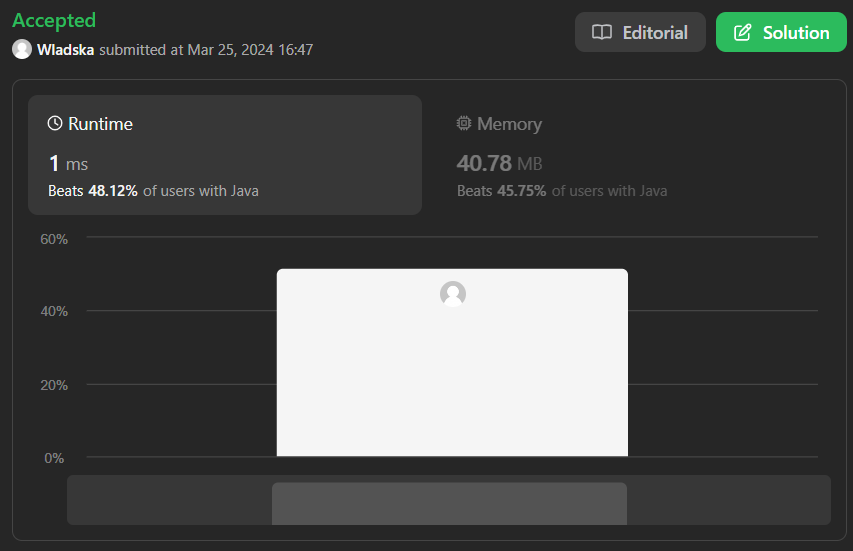 Accepted
Wladska submitted at Mar 25, 2024 16:47
Editorial
Solution
Runtime
1 ms
Beats 48.12% of users with Java
Memory
40.78 MB
Beats 45.75% of users with Java
60%
40%
20%
0%